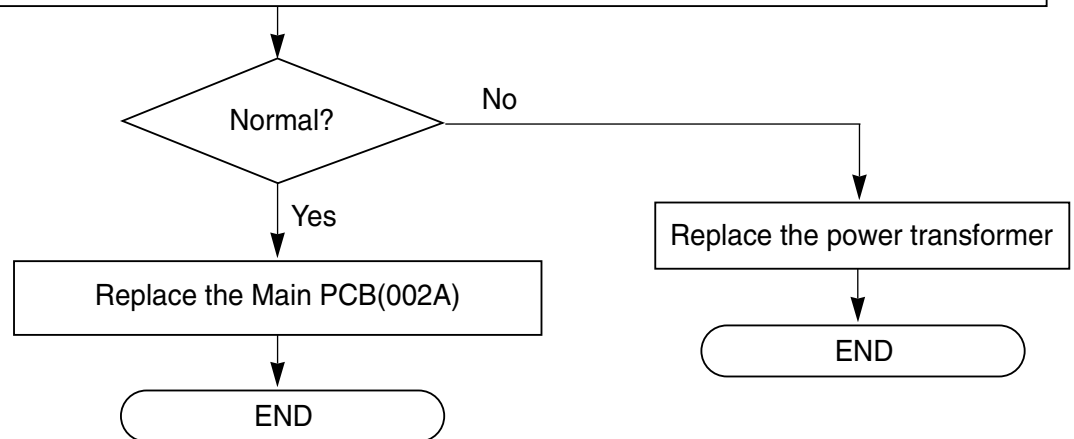 Normal?
No
Yes
Replace the power transformer
Replace the Main PCB(002A)
END
END